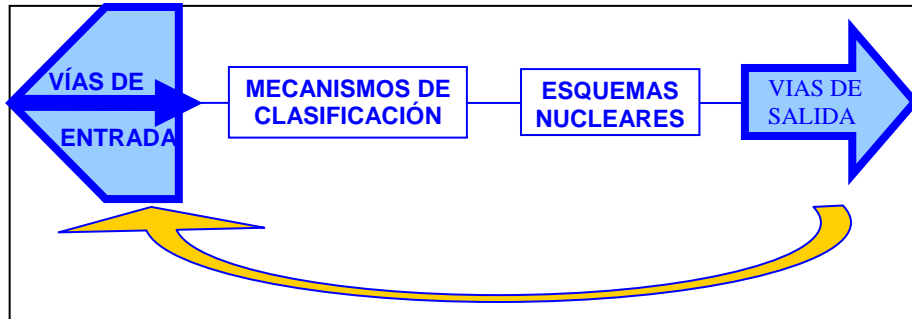 VÍAS DE
ENTRADA
MECANISMOS DE
CLASIFICACIÓN
ESQUEMAS
NUCLEARES
VIAS DE
SALIDA